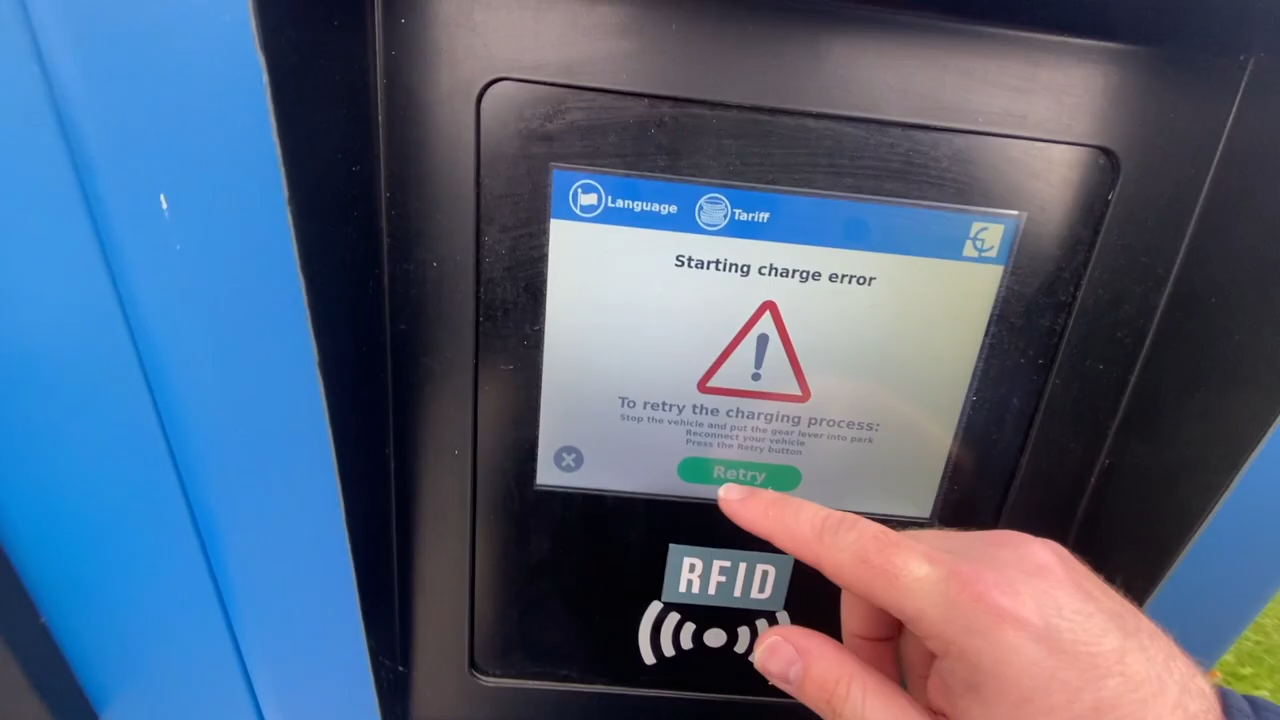 Language
Tariff
Starting charge error
To retry the charging process:
Stop the vehicle and put the gear lever into park
Reconnect your vehicle
Press the Retry button
Retry
RFID